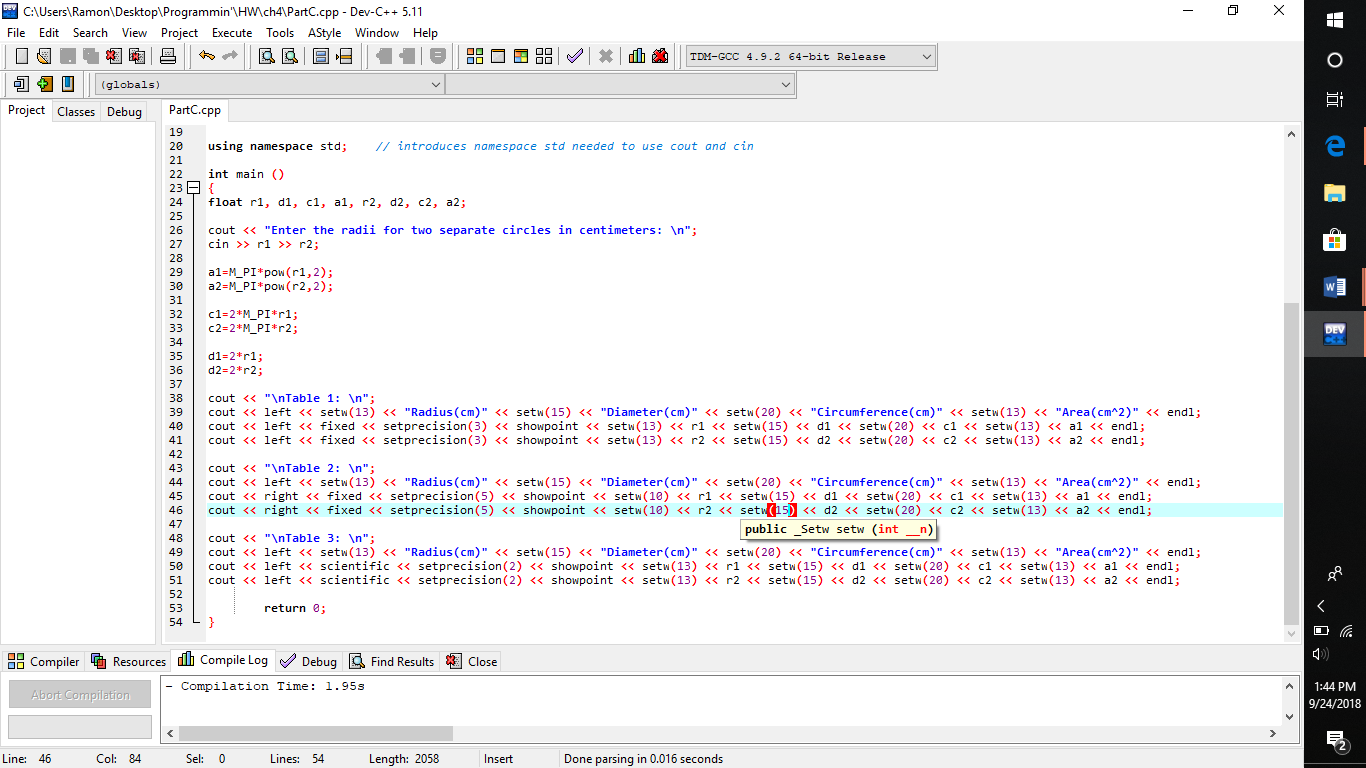 C:\Users\Ramon\Desktop\Programmin'\HW\ch4\PartC.cpp - Dev-C++ 5.11
File Edit Search View Project Execute Tools AStyle Window Help
TDM-GCC 4.9.2 64-bit Release
(globals)
Project Classes Debug PartC.cpp
19
20 using namespace std; // introduces namespace std needed to use cout and cin
21
22 int main ()
23 {
24 float r1, d1, c1, a1, r2, d2, c2, a2;
25
26 cout << "Enter the radii for two separate circles in centimeters: \n";
27 cin >> r1 >> r2;
28
29 a1=M_PI*pow(r1,2);
30 a2=M_PI*pow(r2,2);
31
32 c1=2*M_PI*r1;
33 c2=2*M_PI*r2;
34
35 d1=2*r1;
36 d2=2*r2;
37
38 cout << "\nTable 1: \n";
39 cout << left << setw(13) << "Radius(cm)" << setw(15) << "Diameter(cm)" << setw(20) << "Circumference(cm)" << setw(13) << "Area(cm^2)" << endl;
40 cout << left << fixed << setprecision(3) << showpoint << setw(13) << r1 << setw(15) << d1 << setw(20) << c1 << setw(13) << a1 << endl;
41 cout << left << fixed << setprecision(3) << showpoint << setw(13) << r2 << setw(15) << d2 << setw(20) << c2 << setw(13) << a2 << endl;
42
43 cout << "\nTable 2: \n";
44 cout << left << setw(13) << "Radius(cm)" << setw(15) << "Diameter(cm)" << setw(20) << "Circumference(cm)" << setw(13) << "Area(cm^2)" << endl;
45 cout << right << fixed << setprecision(5) << showpoint << setw(10) << r1 << setw(15) << d1 << setw(20) << c1 << setw(13) << a1 << endl;
46 cout << right << fixed << setprecision(5) << showpoint << setw(10) << r2 << setw(15) << d2 << setw(20) << c2 << setw(13) << a2 << endl;
47
public _Setw setw (int __n)
48 cout << "\nTable 3: \n";
49 cout << left << setw(13) << "Radius(cm)" << setw(15) << "Diameter(cm)" << setw(20) << "Circumference(cm)" << setw(13) << "Area(cm^2)" << endl;
50 cout << left << scientific << setprecision(2) << showpoint << setw(13) << r1 << setw(15) << d1 << setw(20) << c1 << setw(13) << a1 << endl;
51 cout << left << scientific << setprecision(2) << showpoint << setw(13) << r2 << setw(15) << d2 << setw(20) << c2 << setw(13) << a2 << endl;
52
53 return 0;
54 }
Compiler Resources Compile Log Debug Find Results Close
Abort Compilation
- Compilation Time: 1.95s
Line: 46 Col: 84 Sel: 0 Lines: 54 Length: 2058 Insert Done parsing in 0.016 seconds
DEV
W
DEV
1:44 PM
9/24/2018
2